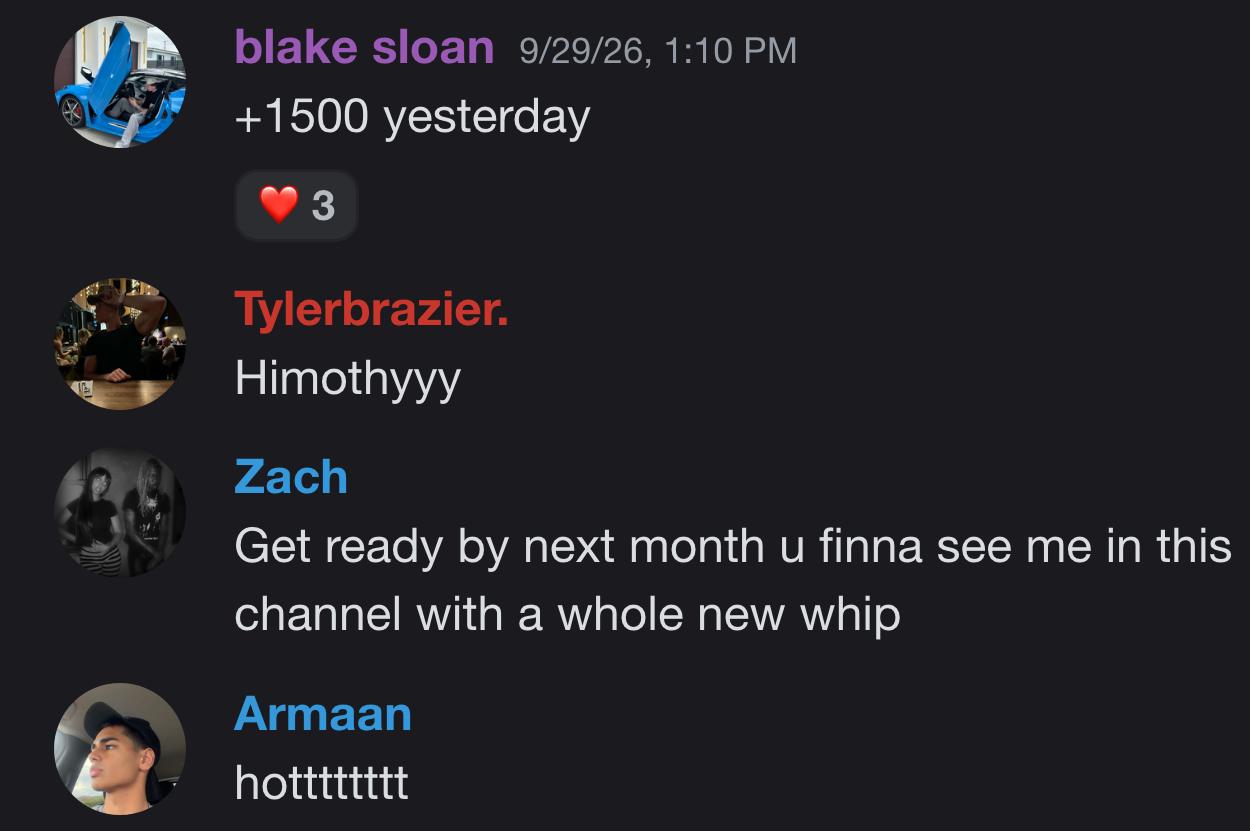 blake sloan 9/29/26, 1:10 PM
+1500 yesterday
❤️ 3
Tylerbrazier.
Himothyyy
Zach
Get ready by next month u finna see me in this
channel with a whole new whip
Armaan
hotttttttt